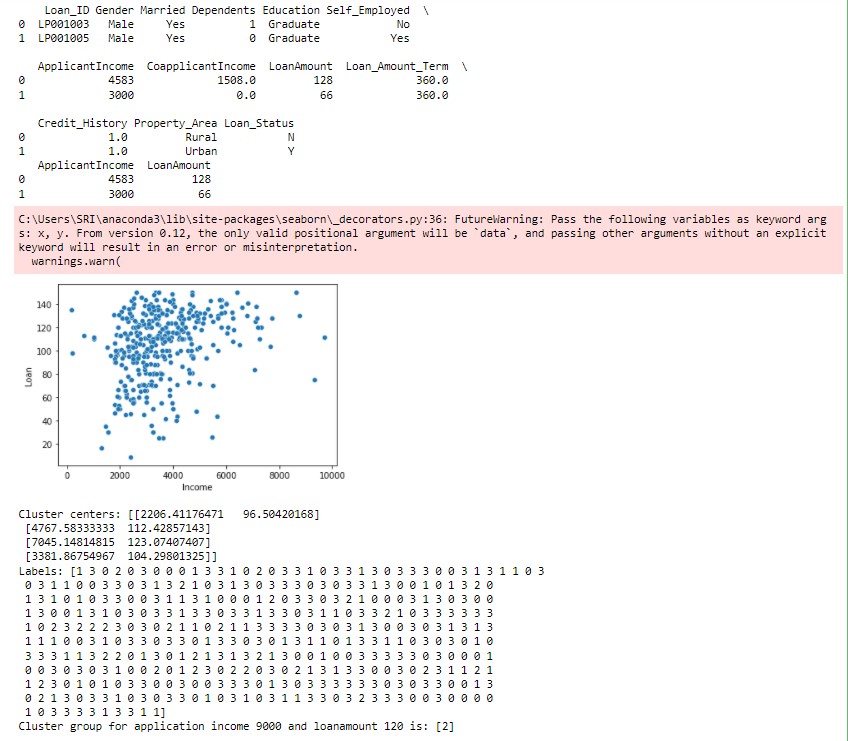 Loan_ID Gender Married Dependents Education Self_Employed \
0 LP001003 Male Yes 1 Graduate No
1 LP001005 Male Yes 0 Graduate Yes
ApplicantIncome CoapplicantIncome LoanAmount Loan_Amount_Term \
0 4583 1508.0 128 360.0
1 3000 0.0 66 360.0
Credit_History Property_Area Loan_Status
0 1.0 Rural N
1 1.0 Urban Y
ApplicantIncome LoanAmount
0 4583 128
1 3000 66
C:\Users\SRI\anaconda3\lib\site-packages\seaborn\_decorators.py:36: FutureWarning: Pass the following variables as keyword arg
s: x, y. From version 0.12, the only valid positional argument will be `data`, and passing other arguments without an explicit
keyword will result in an error or misinterpretation.
warnings.warn(
140
120
100
80
60
40
20
Loan
0 2000 4000 6000 8000 10000
Income
Cluster centers: [[2206.41176471 96.50420168]
[4767.58333333 112.42857143]
[7045.14814815 123.07407407]
[3381.86754967 104.29801325]]
Labels: [1 3 0 2 0 3 0 0 0 1 3 3 1 0 2 0 3 3 1 0 3 3 1 3 0 3 3 3 0 0 3 1 3 1 1 0 3
0 3 1 1 0 0 3 3 0 3 1 3 2 1 0 3 1 3 0 3 3 3 0 3 0 3 3 1 3 0 0 1 0 1 3 2 0
1 3 1 0 1 0 3 3 0 0 3 1 1 3 1 0 0 0 1 2 0 3 3 0 3 2 1 0 0 0 3 1 3 0 3 0 0
1 3 0 0 1 3 1 0 3 0 3 3 1 3 3 0 3 3 1 3 3 0 3 1 1 0 3 3 2 1 0 3 3 3 3 3 3
1 0 2 3 2 2 2 3 0 3 0 2 1 1 0 2 1 1 3 3 3 3 0 3 0 3 1 3 0 0 3 0 3 1 3 1 3
1 1 1 0 0 3 1 0 3 3 0 3 3 0 1 3 3 0 3 0 1 3 1 1 0 1 3 3 1 1 0 3 0 3 0 1 0
3 3 3 1 1 3 2 2 0 1 3 0 1 2 1 3 1 3 2 1 3 0 0 1 0 0 3 3 3 3 3 0 3 0 0 0 1
0 0 3 0 3 0 3 1 0 0 2 0 1 2 3 0 2 2 0 3 0 2 1 3 1 3 3 0 0 3 0 2 3 1 1 2 1
1 2 3 0 1 0 1 0 3 3 0 0 3 0 0 3 3 3 0 1 3 0 3 3 3 3 3 3 0 3 0 3 3 0 0 1 3
0 2 1 3 0 3 3 1 0 3 0 3 3 0 1 0 3 1 0 3 1 1 3 3 0 3 2 3 3 3 0 0 3 0 0 0 0
1 0 3 3 3 3 1 3 3 1 1]
Cluster group for application income 9000 and loanamount 120 is: [2]